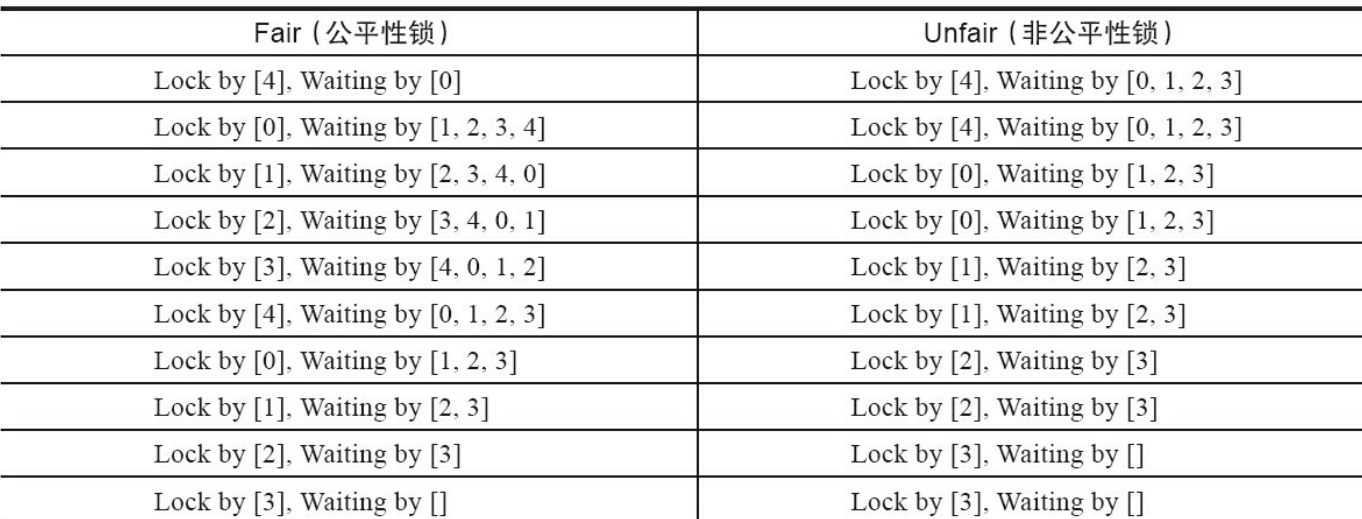 Fair（公平性锁） Unfair（非公平性锁）
Lock by [4], Waiting by [0] Lock by [4], Waiting by [0, 1, 2, 3]
Lock by [0], Waiting by [1, 2, 3, 4] Lock by [4], Waiting by [0, 1, 2, 3]
Lock by [1], Waiting by [2, 3, 4, 0] Lock by [0], Waiting by [1, 2, 3]
Lock by [2], Waiting by [3, 4, 0, 1] Lock by [0], Waiting by [1, 2, 3]
Lock by [3], Waiting by [4, 0, 1, 2] Lock by [1], Waiting by [2, 3]
Lock by [4], Waiting by [0, 1, 2, 3] Lock by [1], Waiting by [2, 3]
Lock by [0], Waiting by [1, 2, 3] Lock by [2], Waiting by [3]
Lock by [1], Waiting by [2, 3] Lock by [2], Waiting by [3]
Lock by [2], Waiting by [3] Lock by [3], Waiting by []
Lock by [3], Waiting by [] Lock by [3], Waiting by []